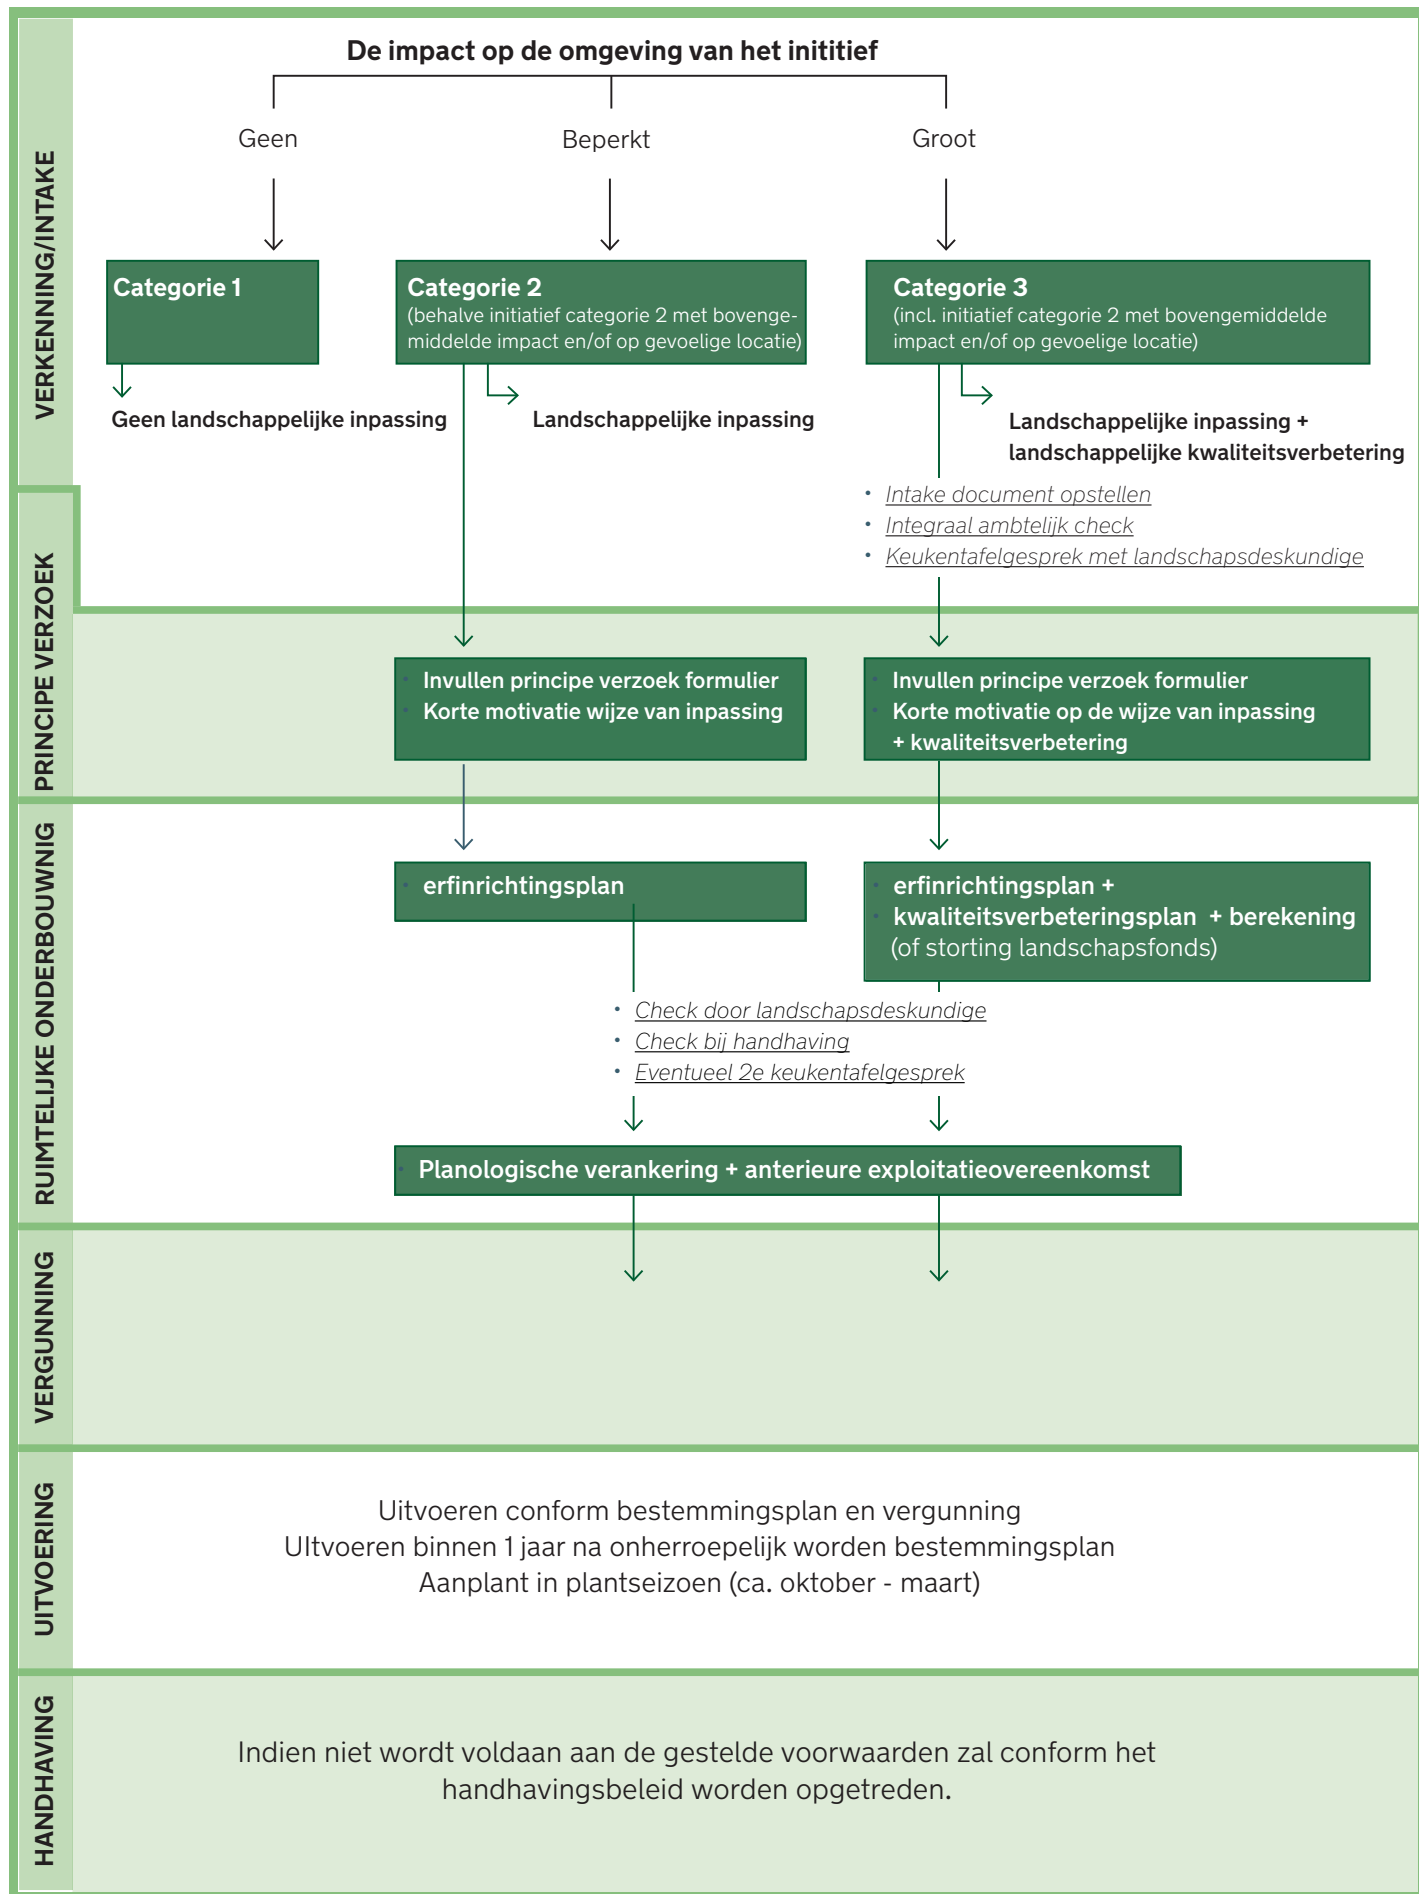 De impact op de omgeving van het inititief
Geen
Beperkt
Groot
VERKENNING/INTAKE
Categorie 1
Categorie 2
(behalve initiatief categorie 2 met bovenge-
middelde impact en/of op gevoelige locatie)
Categorie 3
(incl. initiatief categorie 2 met bovengemiddelde
impact en/of op gevoelige locatie)
Geen landschappelijke inpassing
Landschappelijke inpassing
Landschappelijke inpassing +
landschappelijke kwaliteitsverbetering
• Intake document opstellen
• Integraal ambtelijk check
• Keukentafelgesprek met landschapsdeskundige
PRINCIPE VERZOEK
• Invullen principe verzoek formulier
• Korte motivatie wijze van inpassing
• Invullen principe verzoek formulier
• Korte motivatie op de wijze van inpassing
+ kwaliteitsverbetering
RUIMTELIJKE ONDERBOUWNIG
• erfinrichtingsplan
• erfinrichtingsplan +
• kwaliteitsverbeteringsplan + berekening
(of storting landschapsfonds)
• Check door landschapsdeskundige
• Check bij handhaving
• Eventueel 2e keukentafelgesprek
• Planologische verankering + anterieure exploitatieovereenkomst
VERGUNNING
UITVOERING
Uitvoeren conform bestemmingsplan en vergunning
UItvoeren binnen 1 jaar na onherroepelijk worden bestemmingsplan
Aanplant in plantseizoen (ca. oktober - maart)
HANDHAVING
Indien niet wordt voldaan aan de gestelde voorwaarden zal conform het
handhavingsbeleid worden opgetreden.